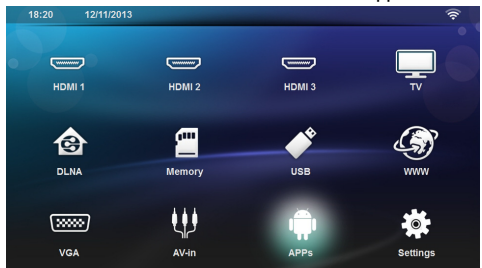 18:20 12/11/2013
HDMI 1 HDMI 2 HDMI 3 TV
DLNA Memory USB WWW
VGA AV-in APPs Settings